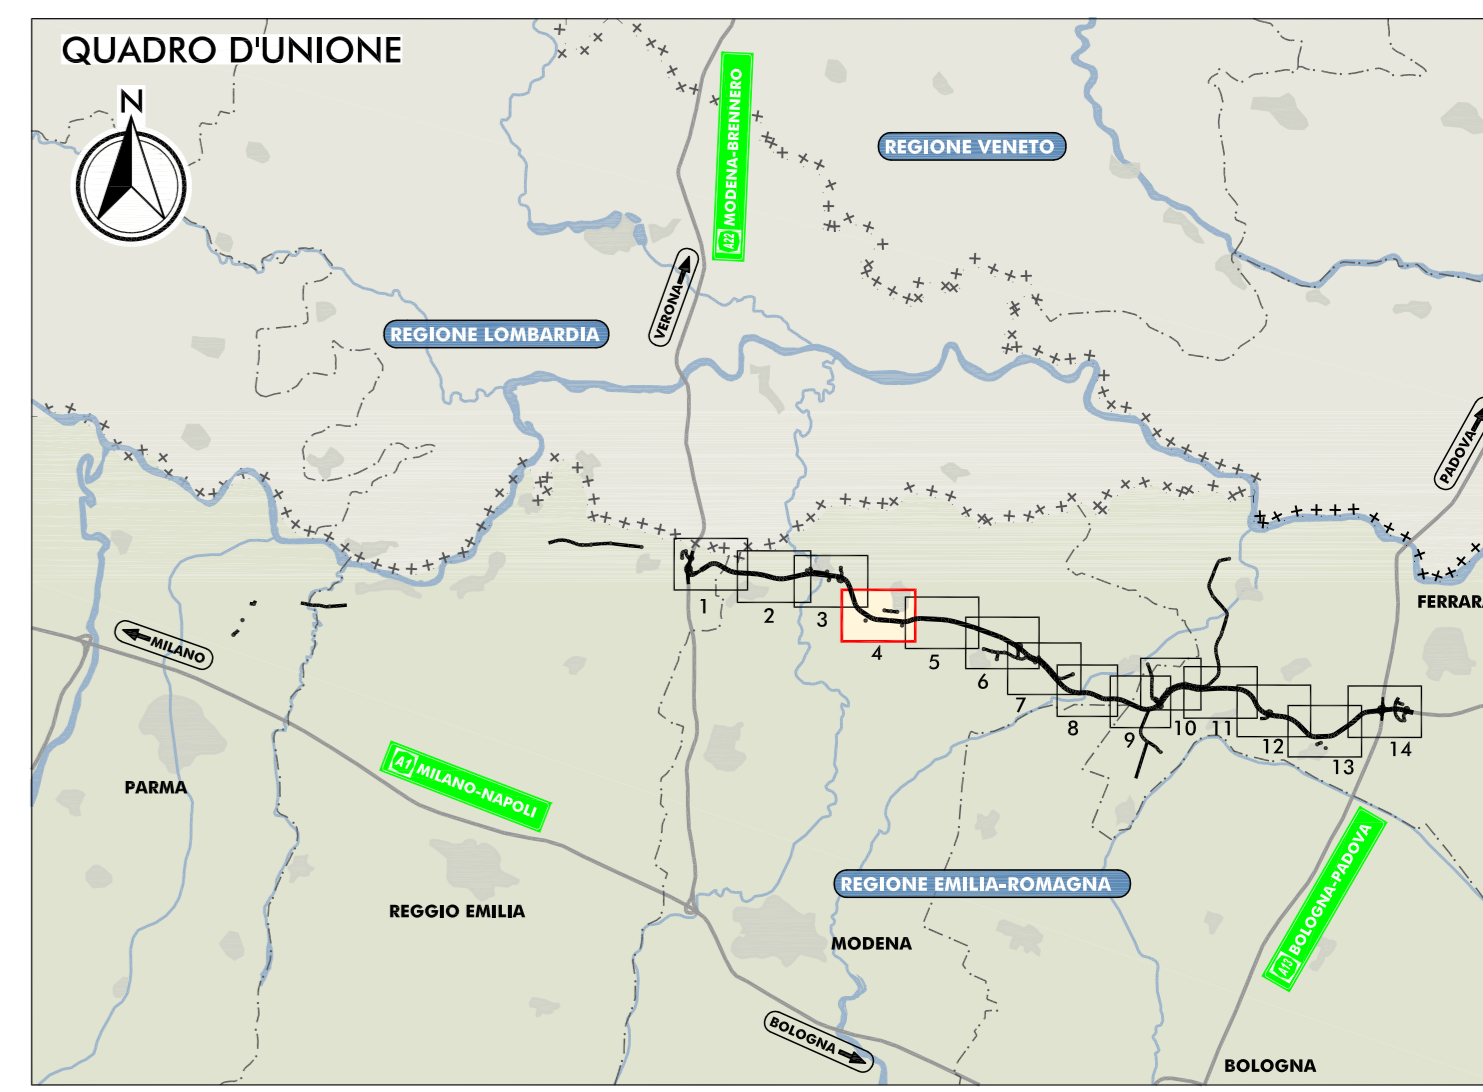 QUADRO D'UNIONE
N
A22 MODENA-BRENNERO
REGIONE VENETO
VERONA
REGIONE LOMBARDIA
PADOVA
FERRARA
1
2
3
4
5
6
7
8
9
10
11
12
13
14
MILANO
PARMA
A1 MILANO-NAPOLI
REGIONE EMILIA-ROMAGNA
A13 BOLOGNA-PADOVA
REGGIO EMILIA
MODENA
BOLOGNA
BOLOGNA